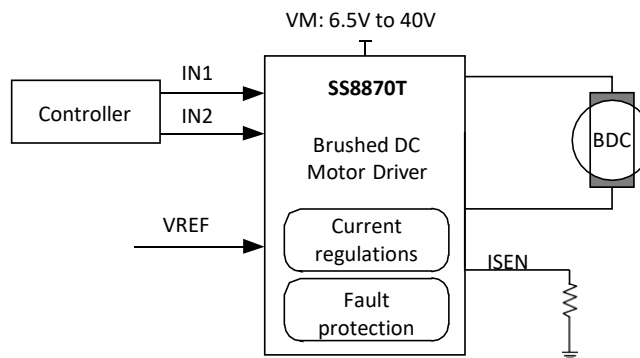 VM: 6.5V to 40V
IN1
SS8870T
Controller
IN2
BDC
Brushed DC
Motor Driver
VREF
Current
regulations
ISEN
Fault
protection